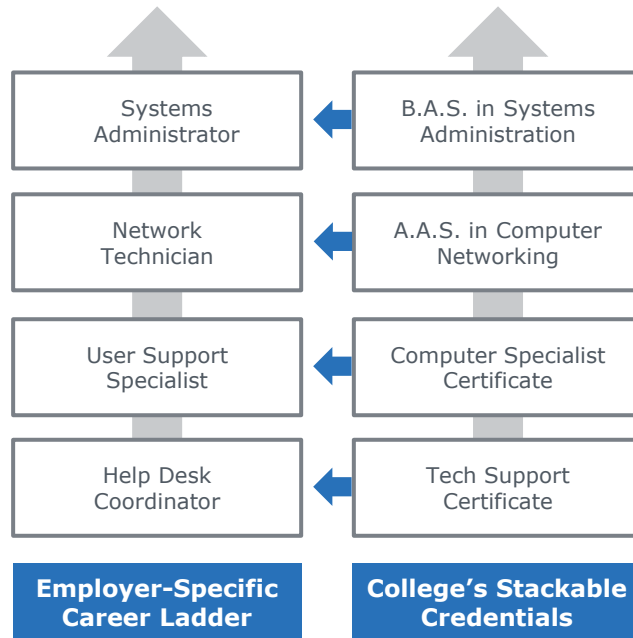 Systems
Administrator
B.A.S. in Systems
Administration
Network
Technician
A.A.S. in Computer
Networking
User Support
Specialist
Computer Specialist
Certificate
Help Desk
Coordinator
Tech Support
Certificate
Employer-Specific
Career Ladder
College’s Stackable
Credentials